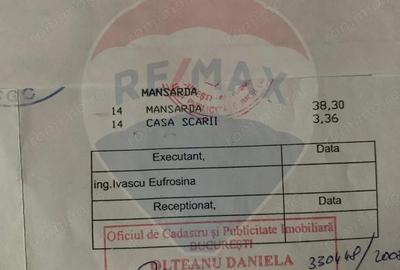 RE/MAX
MANSARDA
14 MANSARDA 38,30
14 CASA SCARII 3,36
Executant, Data
ing.Ivascu Eufrosina
Receptionat, Data
Oficiul de Cadastru și Publicitate Imobiliară
BUCUREȘTI
OLTEANU DANIELA